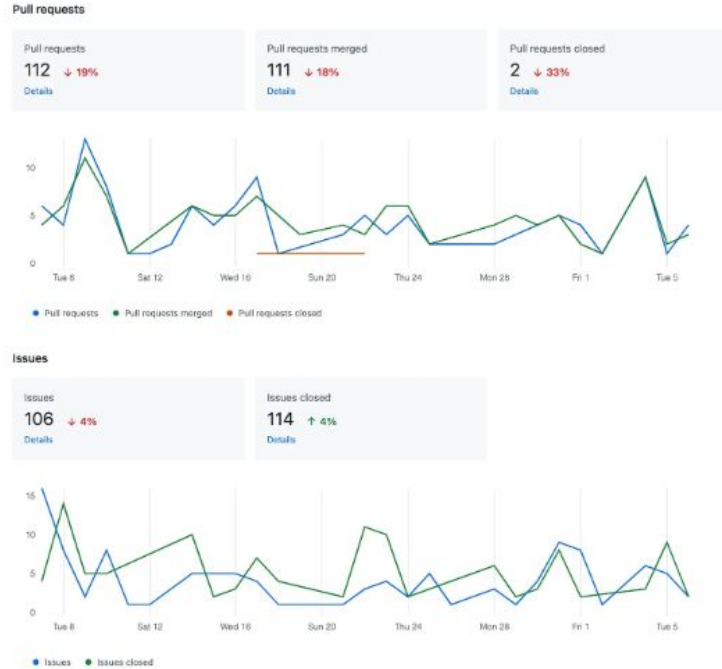 Pull requests
Pull requests Pull requests merged Pull requests closed
112 ↓ 19% 111 ↓ 18% 2 ↓ 33%
Details Details Details
10
5
0
Tue 8 Sat 12 Wed 16 Sun 20 Thu 24 Mon 28 Fri 1 Tue 5
Pull requests Pull requests merged Pull requests closed
Issues
Issues Issues closed
106 ↓ 4% 114 ↑ 4%
Details Details
15
10
5
0
Tue 8 Sat 12 Wed 16 Sun 20 Thu 24 Mon 28 Fri 1 Tue 5
Issues Issues closed